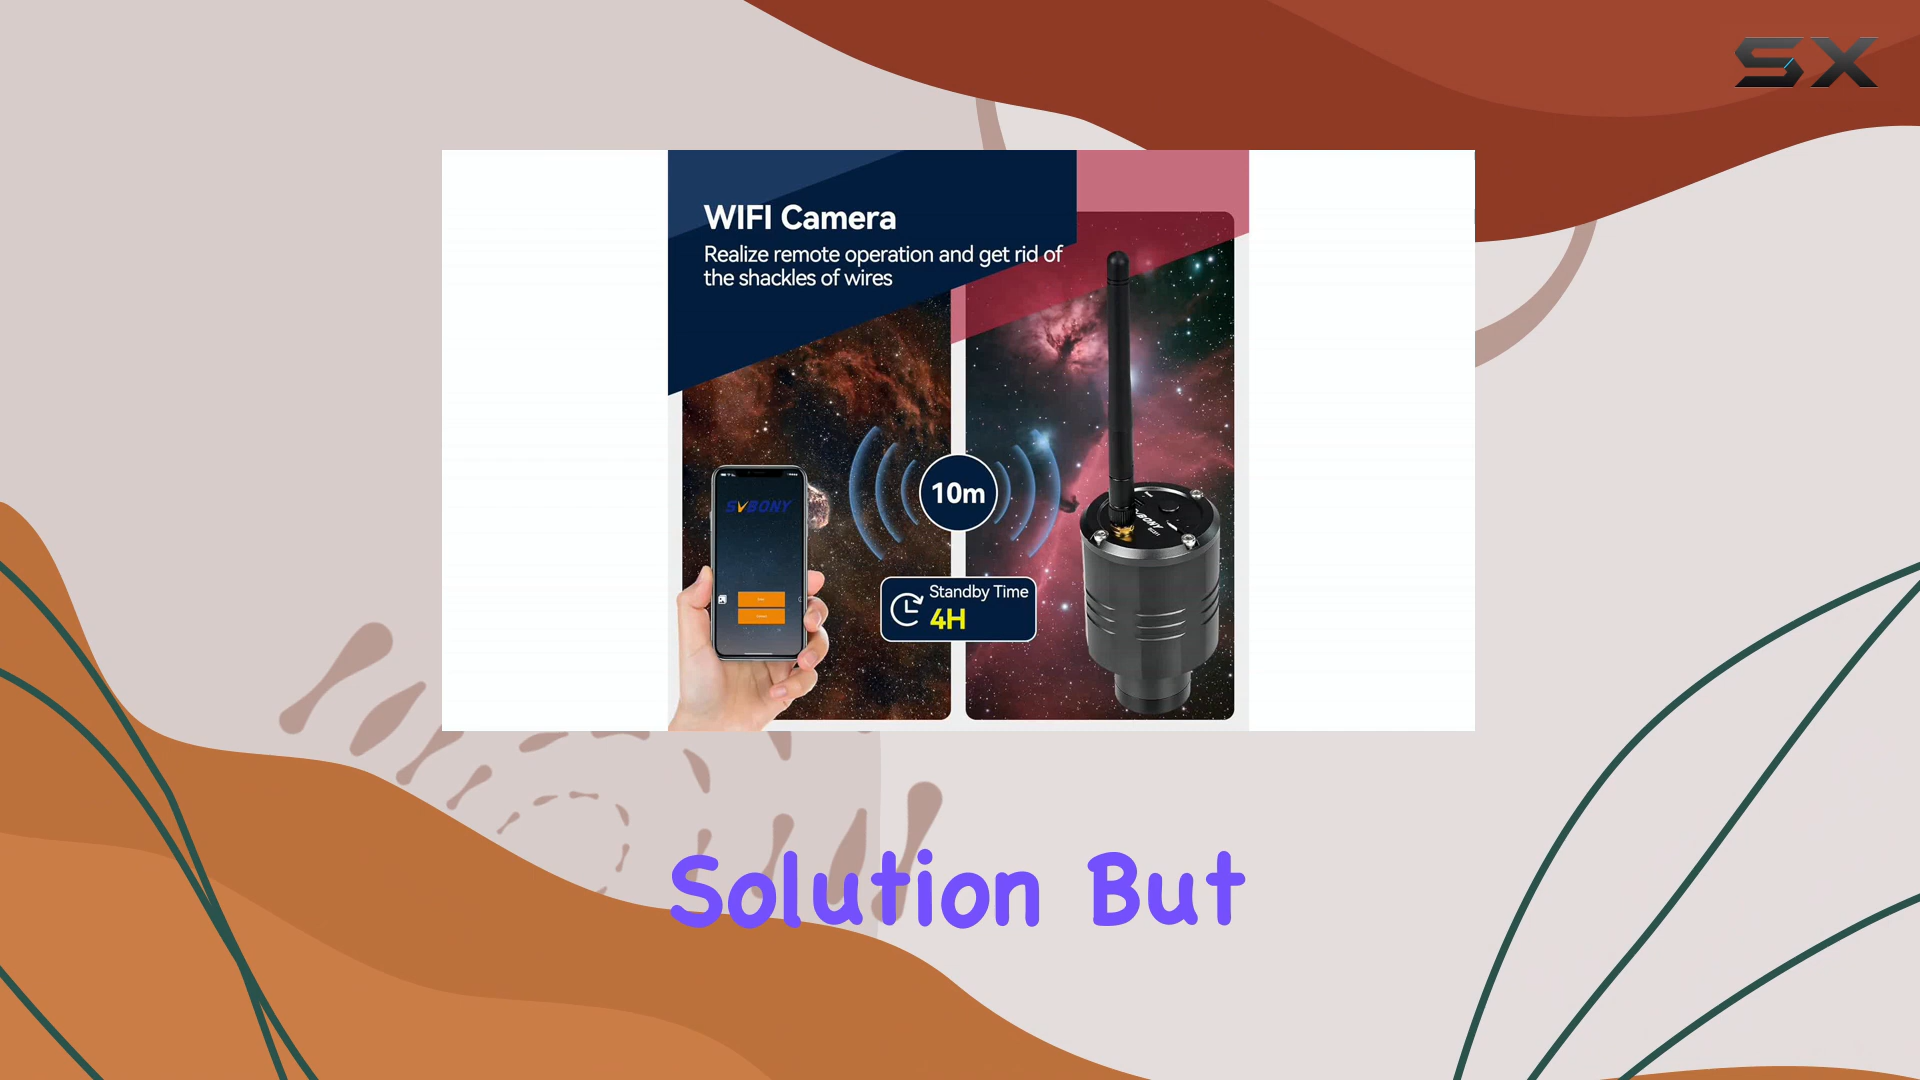 SX
WIFI Camera
Realize remote operation and get rid of
the shackles of wires
SVBONY
10m
Standby Time
4H
Solution But